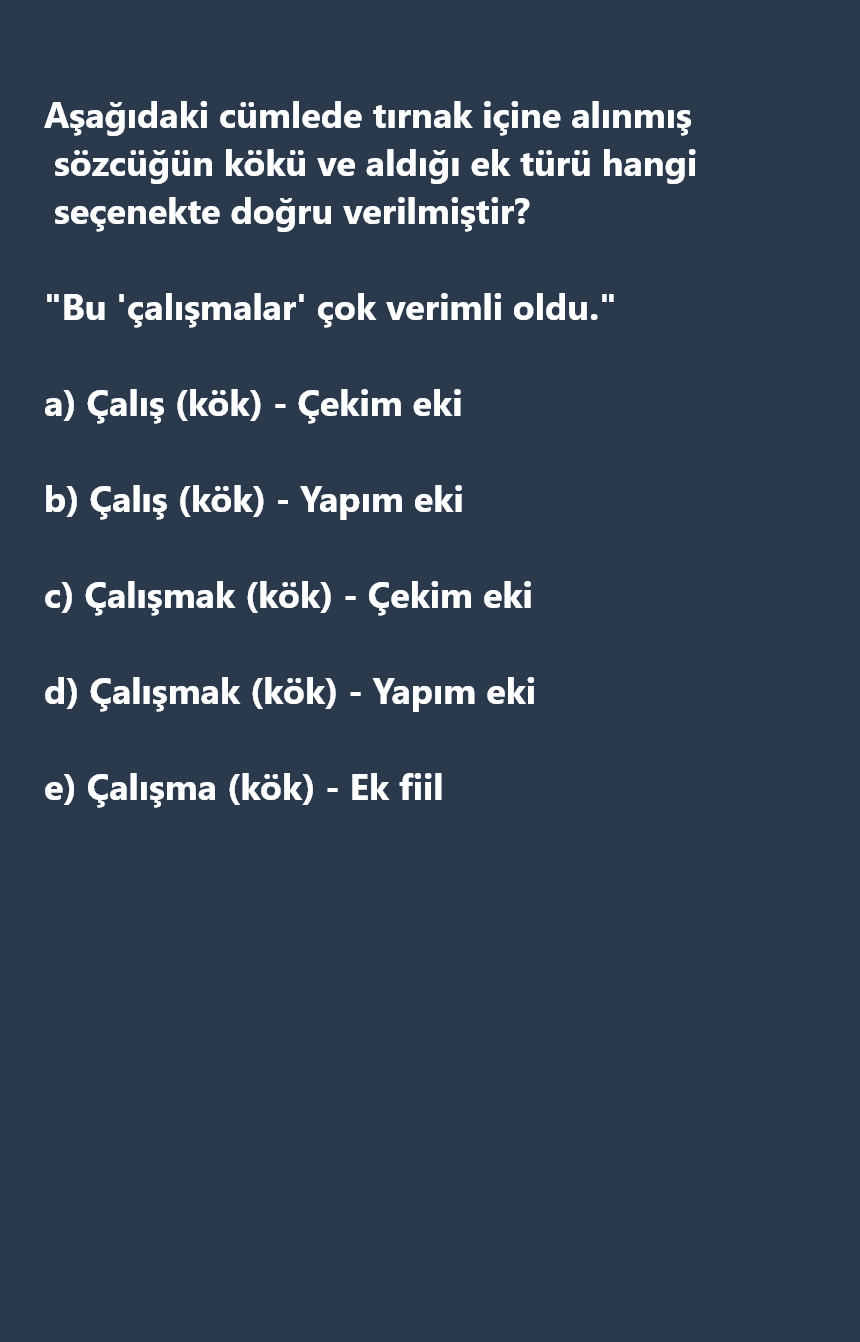 Aşağıdaki cümlede tırnak içine alınmış
sözcüğün kökü ve aldığı ek türü hangi
seçenekte doğru verilmiştir?
"Bu 'çalışmalar' çok verimli oldu."
a) Çalış (kök) - Çekim eki
b) Çalış (kök) - Yapım eki
c) Çalışmak (kök) - Çekim eki
d) Çalışmak (kök) - Yapım eki
e) Çalışma (kök) - Ek fiil